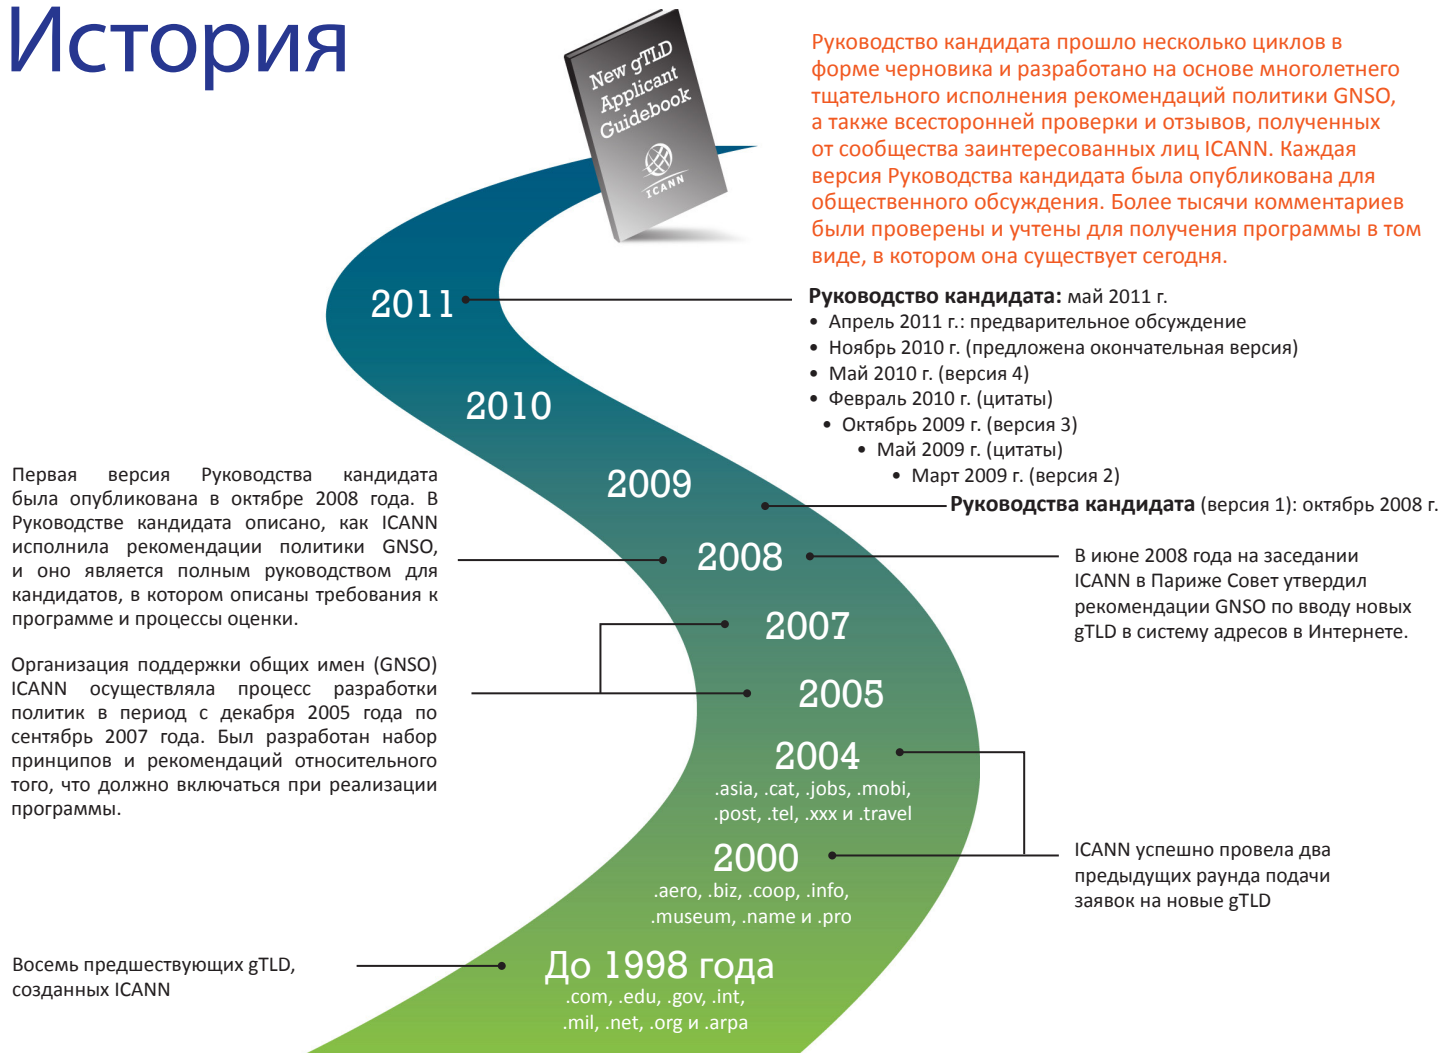 История
New gTLD
Applicant
Guidebook
ICANN
Руководство кандидата прошло несколько циклов в
форме черновика и разработано на основе многолетнего
тщательного исполнения рекомендаций политики GNSO,
а также всесторонней проверки и отзывов, полученных
от сообщества заинтересованных лиц ICANN. Каждая
версия Руководства кандидата была опубликована для
общественного обсуждения. Более тысячи комментариев
были проверены и учтены для получения программы в том
виде, в котором она существует сегодня.
2011
Руководство кандидата: май 2011 г.
• Апрель 2011 г.: предварительное обсуждение
• Ноябрь 2010 г. (предложена окончательная версия)
• Май 2010 г. (версия 4)
• Февраль 2010 г. (цитаты)
• Октябрь 2009 г. (версия 3)
• Май 2009 г. (цитаты)
• Март 2009 г. (версия 2)
2010
2009
Руководства кандидата (версия 1): октябрь 2008 г.
Первая версия Руководства кандидата
была опубликована в октябре 2008 года. В
Руководстве кандидата описано, как ICANN
исполнила рекомендации политики GNSO,
и оно является полным руководством для
кандидатов, в котором описаны требования к
программе и процессы оценки.
2008
В июне 2008 года на заседании
ICANN в Париже Совет утвердил
рекомендации GNSO по вводу новых
gTLD в систему адресов в Интернете.
2007
Организация поддержки общих имен (GNSO)
ICANN осуществляла процесс разработки
политик в период с декабря 2005 года по
сентябрь 2007 года. Был разработан набор
принципов и рекомендаций относительного
того, что должно включаться при реализации
программы.
2005
2004
.asia, .cat, .jobs, .mobi,
.post, .tel, .xxx и .travel
2000
.aero, .biz, .coop, .info,
.museum, .name и .pro
ICANN успешно провела два
предыдущих раунда подачи
заявок на новые gTLD
Восемь предшествующих gTLD,
созданных ICANN
До 1998 года
.com, .edu, .gov, .int,
.mil, .net, .org и .arpa